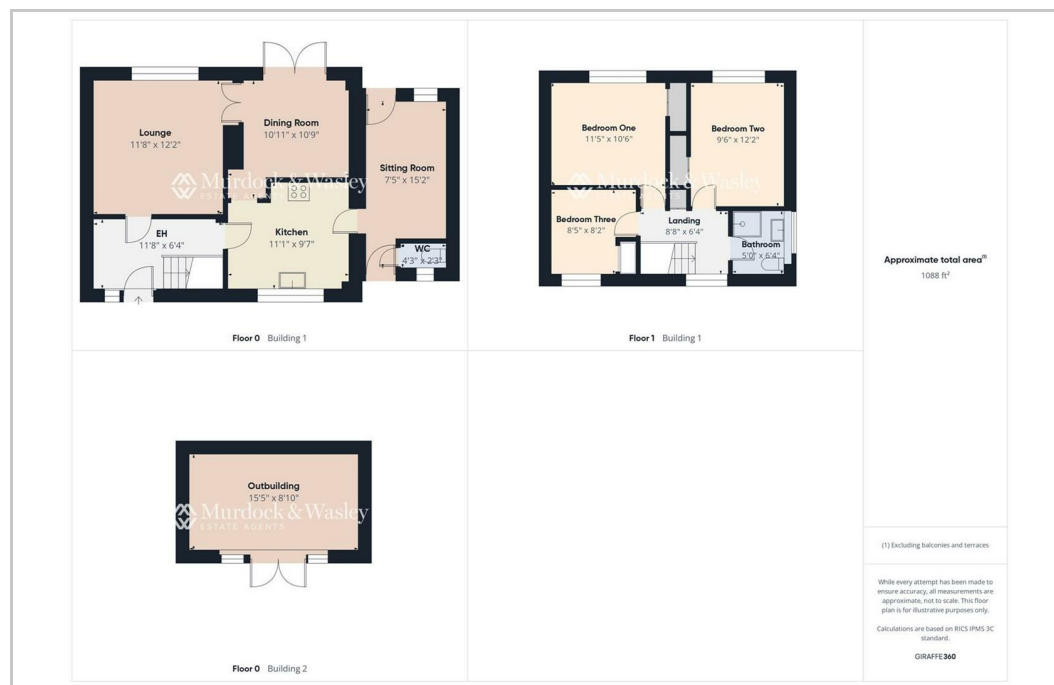 Lounge
11'8" x 12'2"
Dining Room
10'11" x 10'9"
Sitting Room
7'5" x 15'2"
EH
11'8" x 6'4"
Kitchen
11'1" x 9'7"
WC
4'3" x 2'3"
Murdock & Wasley
ESTATE AGENTS
Floor 0 Building 1
Bedroom One
11'5" x 10'6"
Bedroom Two
9'6" x 12'2"
Bedroom Three
8'5" x 8'2"
Landing
8'8" x 6'4"
Bathroom
5'0" x 6'4"
Murdock & Wasley
ESTATE AGENTS
Floor 1 Building 1
Outbuilding
15'5" x 8'10"
Murdock & Wasley
ESTATE AGENTS
Floor 0 Building 2
Approximate total area(1)
1088 ft²
(1) Excluding balconies and terraces
While every attempt has been made to
ensure accuracy, all measurements are
approximate, not to scale. This floor
plan is for illustrative purposes only.
Calculations are based on RICS IPMS 3C
standard.
GIRAFFE360